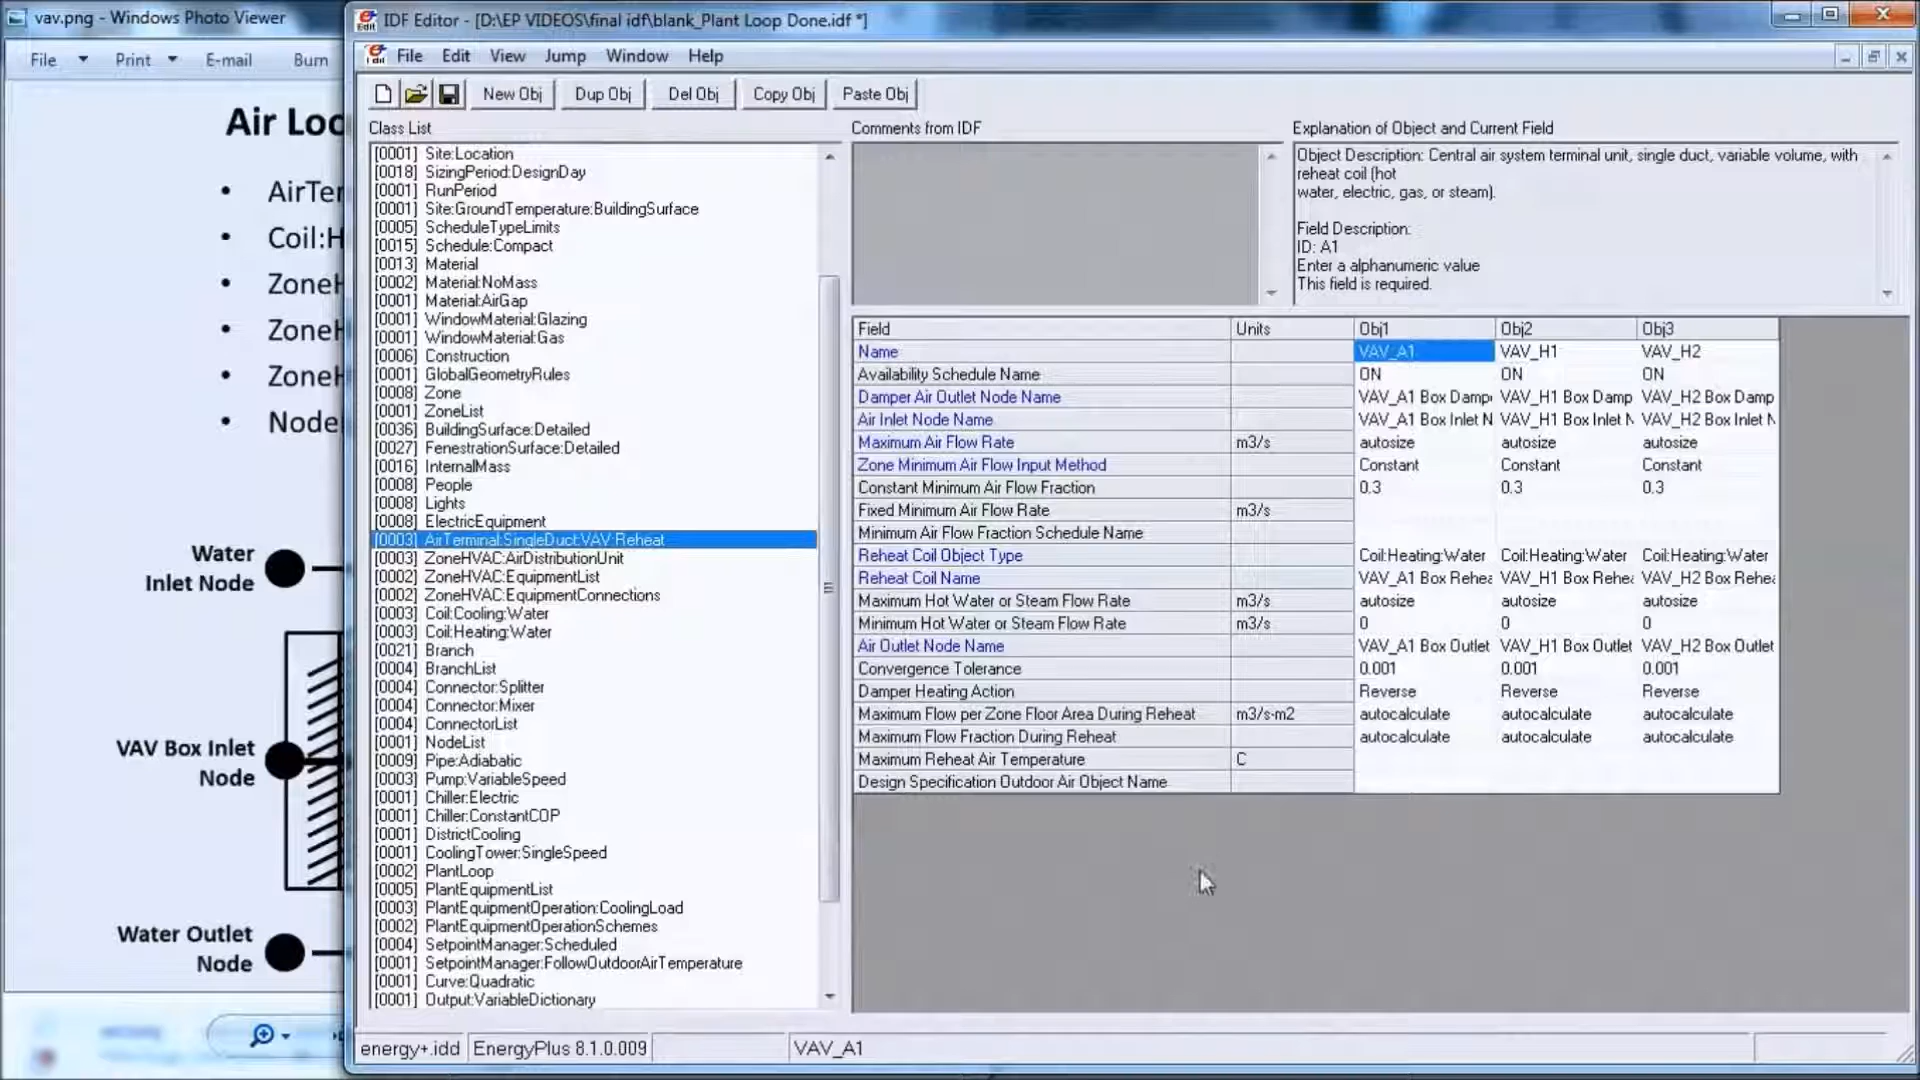 vav.png - Windows Photo Viewer
File
Print
E-mail
Burn
Air Loo
• AirTer
• Coil:H
• ZoneH
• ZoneH
• ZoneH
• Node
Water
Inlet Node
VAV Box Inlet
Node
Water Outlet
Node
IDF Editor - [D:\EP VIDEOS\final idf\blank_Plant Loop Done.idf *]
File Edit View Jump Window Help
New Obj Dup Obj Del Obj Copy Obj Paste Obj
Class List
[0001] Site:Location
[0018] SizingPeriod:DesignDay
[0001] RunPeriod
[0001] Site:GroundTemperature:BuildingSurface
[0005] ScheduleTypeLimits
[0015] Schedule:Compact
[0013] Material
[0002] Material:NoMass
[0001] Material:AirGap
[0001] WindowMaterial:Glazing
[0001] WindowMaterial:Gas
[0006] Construction
[0001] GlobalGeometryRules
[0008] Zone
[0001] ZoneList
[0036] BuildingSurface:Detailed
[0027] FenestrationSurface:Detailed
[0016] InternalMass
[0008] People
[0008] Lights
[0008] ElectricEquipment
[0003] AirTerminal:SingleDuct:VAV:Reheat
[0003] ZoneHVAC:AirDistributionUnit
[0002] ZoneHVAC:EquipmentList
[0002] ZoneHVAC:EquipmentConnections
[0003] Coil:Cooling:Water
[0003] Coil:Heating:Water
[0021] Branch
[0004] BranchList
[0004] Connector:Splitter
[0004] Connector:Mixer
[0004] ConnectorList
[0001] NodeList
[0009] Pipe:Adiabatic
[0003] Pump:VariableSpeed
[0001] Chiller:Electric
[0001] Chiller:ConstantCOP
[0001] DistrictCooling
[0001] CoolingTower:SingleSpeed
[0002] PlantLoop
[0005] PlantEquipmentList
[0003] PlantEquipmentOperation:CoolingLoad
[0002] PlantEquipmentOperationSchemes
[0004] SetpointManager:Scheduled
[0001] SetpointManager:FollowOutdoorAirTemperature
[0001] Curve:Quadratic
[0001] Output:VariableDictionary
Comments from IDF
Explanation of Object and Current Field
Object Description: Central air system terminal unit, single duct, variable volume, with
reheat coil (hot
water, electric, gas, or steam).
Field Description:
ID: A1
Enter a alphanumeric value
This field is required.
Field Units Obj1 Obj2 Obj3
Name VAV_A1 VAV_H1 VAV_H2
Availability Schedule Name ON ON ON
Damper Air Outlet Node Name VAV_A1 Box Damp VAV_H1 Box Damp VAV_H2 Box Damp
Air Inlet Node Name VAV_A1 Box Inlet N VAV_H1 Box Inlet N VAV_H2 Box Inlet N
Maximum Air Flow Rate m3/s autosize autosize autosize
Zone Minimum Air Flow Input Method Constant Constant Constant
Constant Minimum Air Flow Fraction 0.3 0.3 0.3
Fixed Minimum Air Flow Rate m3/s
Minimum Air Flow Fraction Schedule Name
Reheat Coil Object Type Coil:Heating:Water Coil:Heating:Water Coil:Heating:Water
Reheat Coil Name VAV_A1 Box Rehea VAV_H1 Box Rehea VAV_H2 Box Rehea
Maximum Hot Water or Steam Flow Rate m3/s autosize autosize autosize
Minimum Hot Water or Steam Flow Rate m3/s 0 0 0
Air Outlet Node Name VAV_A1 Box Outlet VAV_H1 Box Outlet VAV_H2 Box Outlet
Convergence Tolerance 0.001 0.001 0.001
Damper Heating Action Reverse Reverse Reverse
Maximum Flow per Zone Floor Area During Reheat m3/s-m2 autocalculate autocalculate autocalculate
Maximum Flow Fraction During Reheat autocalculate autocalculate autocalculate
Maximum Reheat Air Temperature C
Design Specification Outdoor Air Object Name
energy+.idd EnergyPlus 8.1.0.009 VAV_A1